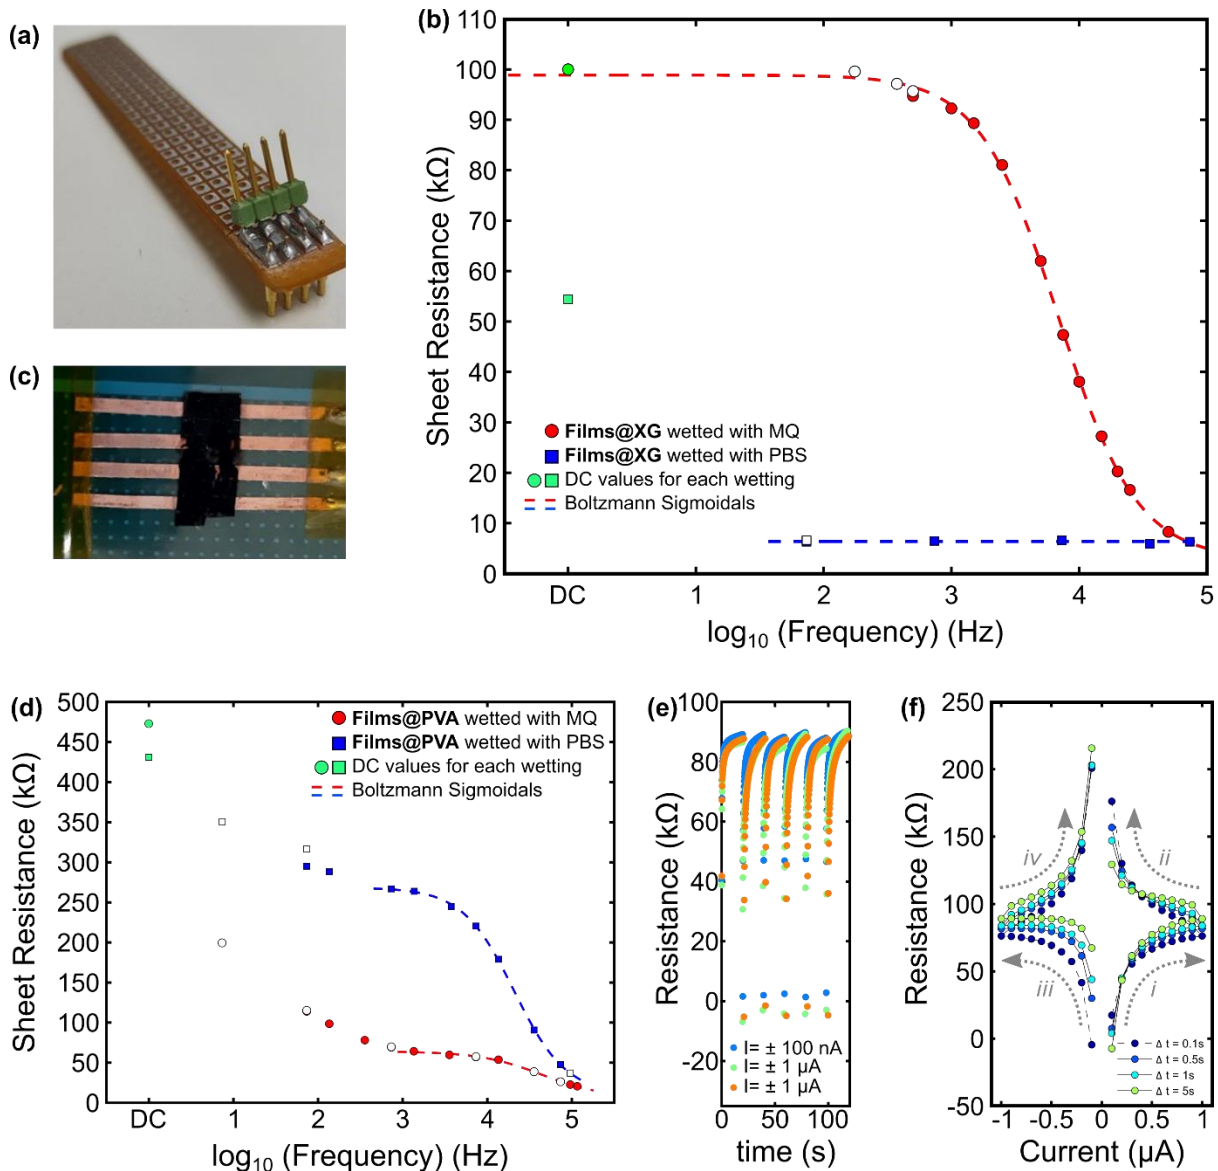 (a)
(b)
110
100
90
80
70
60
50
40
30
20
10
0
Sheet Resistance (kΩ)
Films@XG wetted with MQ
Films@XG wetted with PBS
DC values for each wetting
Boltzmann Sigmoidals
DC 1 2 3 4 5
log₁₀ (Frequency) (Hz)
(c)
(d)
500
450
400
350
300
250
200
150
100
50
0
Sheet Resistance (kΩ)
Films@PVA wetted with MQ
Films@PVA wetted with PBS
DC values for each wetting
Boltzmann Sigmoidals
DC 1 2 3 4 5
log₁₀ (Frequency) (Hz)
(e)
100
80
60
40
20
0
-20
Resistance (kΩ)
I= ± 100 nA
I= ± 1 µA
I= ± 1 µA
0 50 100
time (s)
(f)
250
200
150
100
50
0
-50
Resistance (kΩ)
iv
ii
iii
i
Δ t = 0.1s
Δ t = 0.5s
Δ t = 1s
Δ t = 5s
-1 -0.5 0 0.5 1
Current (µA)